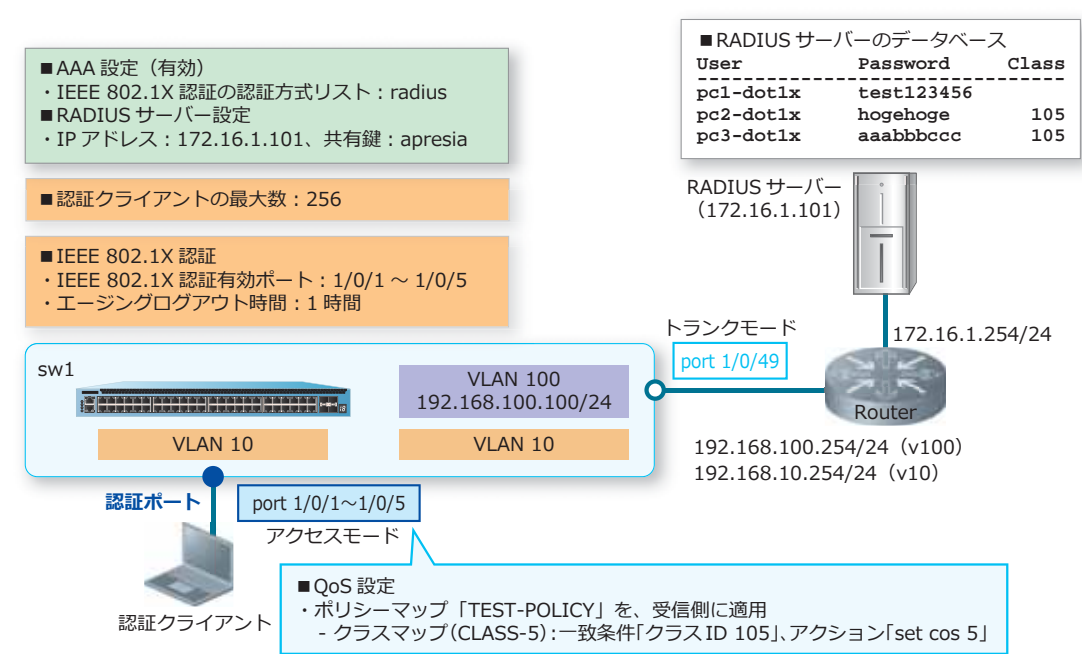 ■AAA 設定（有効）
・IEEE 802.1X 認証の認証方式リスト：radius
■RADIUS サーバー設定
・IP アドレス：172.16.1.101、共有鍵：apresia
■認証クライアントの最大数：256
■IEEE 802.1X 認証
・IEEE 802.1X 認証有効ポート：1/0/1 ～ 1/0/5
・エージングログアウト時間：1 時間
■RADIUS サーバーのデータベース
User Password Class
pc1-dot1x test123456
pc2-dot1x hogehoge 105
pc3-dot1x aaabbbccc 105
RADIUS サーバー
（172.16.1.101）
172.16.1.254/24
トランクモード
port 1/0/49
Router
192.168.100.254/24（v100）
192.168.10.254/24（v10）
sw1
VLAN 100
192.168.100.100/24
VLAN 10
VLAN 10
認証ポート
port 1/0/1～1/0/5
アクセスモード
認証クライアント
■QoS 設定
・ポリシーマップ「TEST-POLICY」を、受信側に適用
- クラスマップ（CLASS-5）：一致条件「クラスID 105」、アクション「set cos 5」